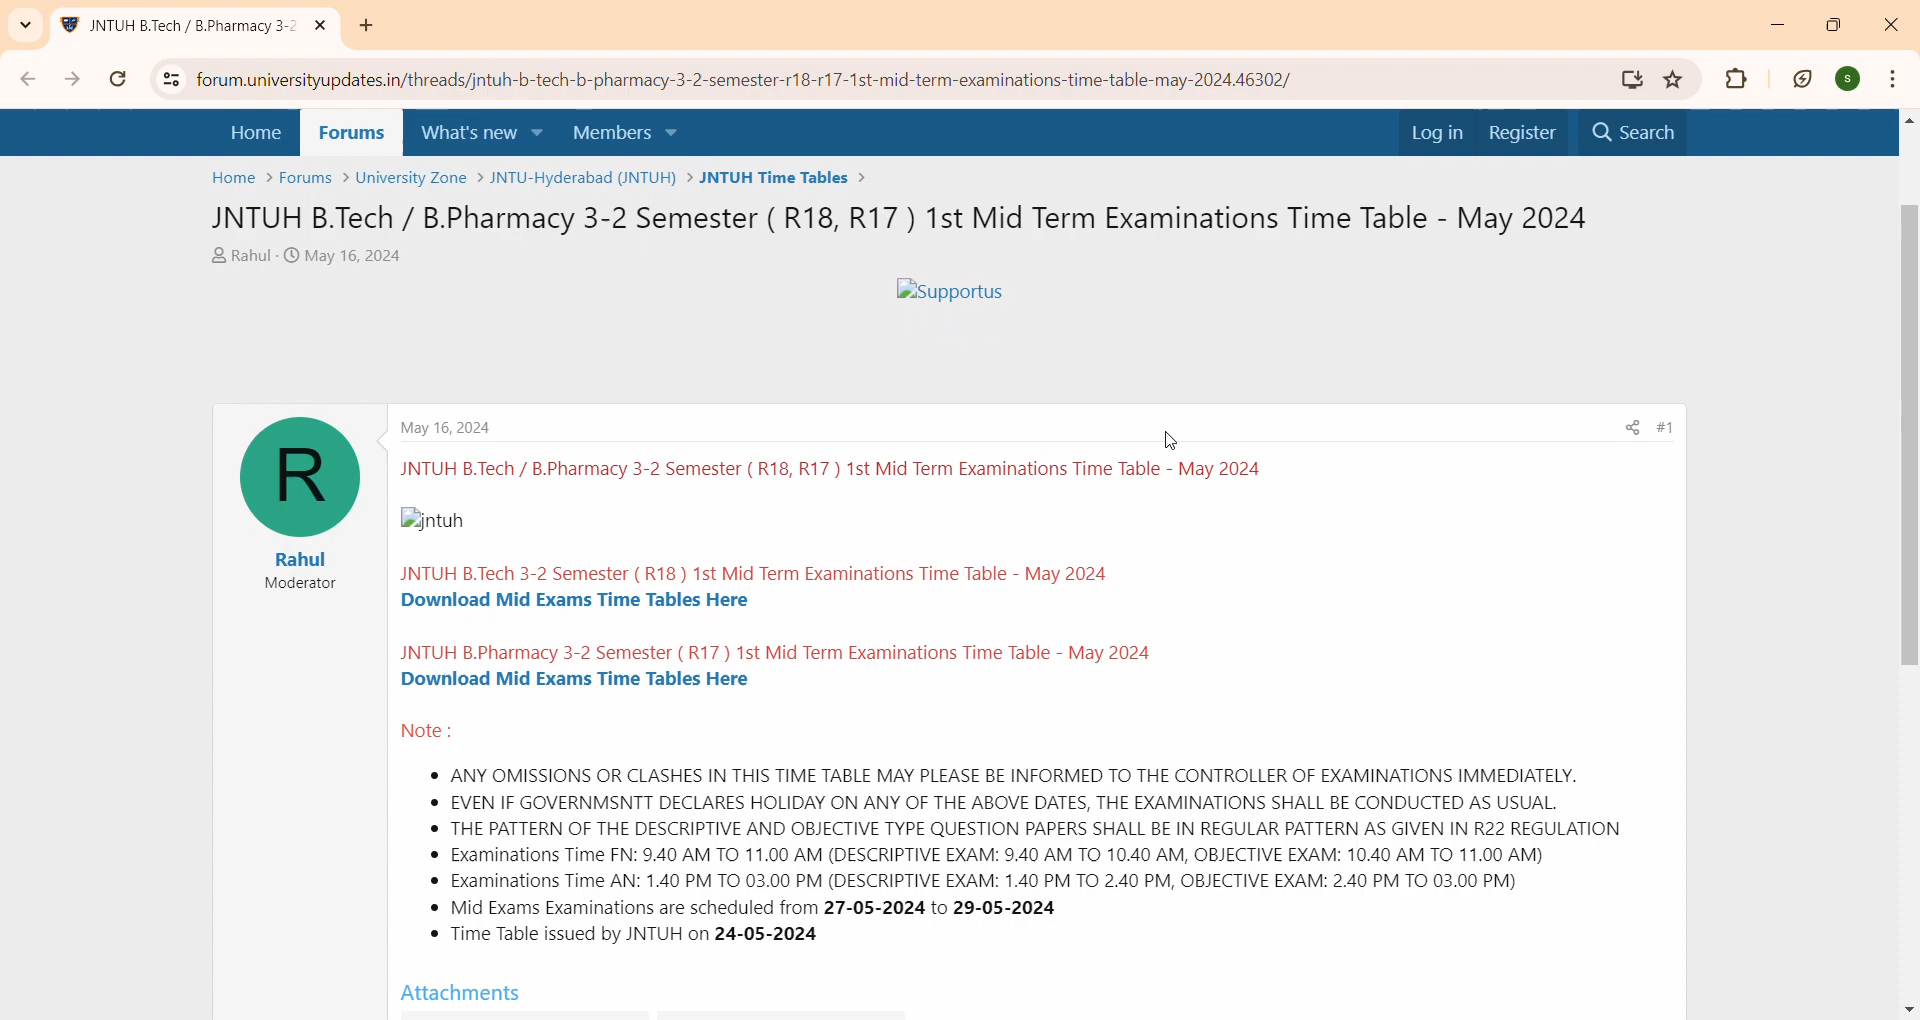 JNTUH B.Tech / B.Pharmacy 3-2
forum.universityupdates.in/threads/jntuh-b-tech-b-pharmacy-3-2-semester-r18-r17-1st-mid-term-examinations-time-table-may-2024.46302/
S
Home Forums What's new Members Log in Register Search
Home > Forums > University Zone > JNTU-Hyderabad (JNTUH) > JNTUH Time Tables >
JNTUH B.Tech / B.Pharmacy 3-2 Semester ( R18, R17 ) 1st Mid Term Examinations Time Table - May 2024
Rahul · May 16, 2024
Supportus
R
Rahul
Moderator
May 16, 2024 #1
JNTUH B.Tech / B.Pharmacy 3-2 Semester ( R18, R17 ) 1st Mid Term Examinations Time Table - May 2024
jntuh
JNTUH B.Tech 3-2 Semester ( R18 ) 1st Mid Term Examinations Time Table - May 2024
Download Mid Exams Time Tables Here
JNTUH B.Pharmacy 3-2 Semester ( R17 ) 1st Mid Term Examinations Time Table - May 2024
Download Mid Exams Time Tables Here
Note :
• ANY OMISSIONS OR CLASHES IN THIS TIME TABLE MAY PLEASE BE INFORMED TO THE CONTROLLER OF EXAMINATIONS IMMEDIATELY.
• EVEN IF GOVERNMSNTT DECLARES HOLIDAY ON ANY OF THE ABOVE DATES, THE EXAMINATIONS SHALL BE CONDUCTED AS USUAL.
• THE PATTERN OF THE DESCRIPTIVE AND OBJECTIVE TYPE QUESTION PAPERS SHALL BE IN REGULAR PATTERN AS GIVEN IN R22 REGULATION
• Examinations Time FN: 9.40 AM TO 11.00 AM (DESCRIPTIVE EXAM: 9.40 AM TO 10.40 AM, OBJECTIVE EXAM: 10.40 AM TO 11.00 AM)
• Examinations Time AN: 1.40 PM TO 03.00 PM (DESCRIPTIVE EXAM: 1.40 PM TO 2.40 PM, OBJECTIVE EXAM: 2.40 PM TO 03.00 PM)
• Mid Exams Examinations are scheduled from 27-05-2024 to 29-05-2024
• Time Table issued by JNTUH on 24-05-2024
Attachments